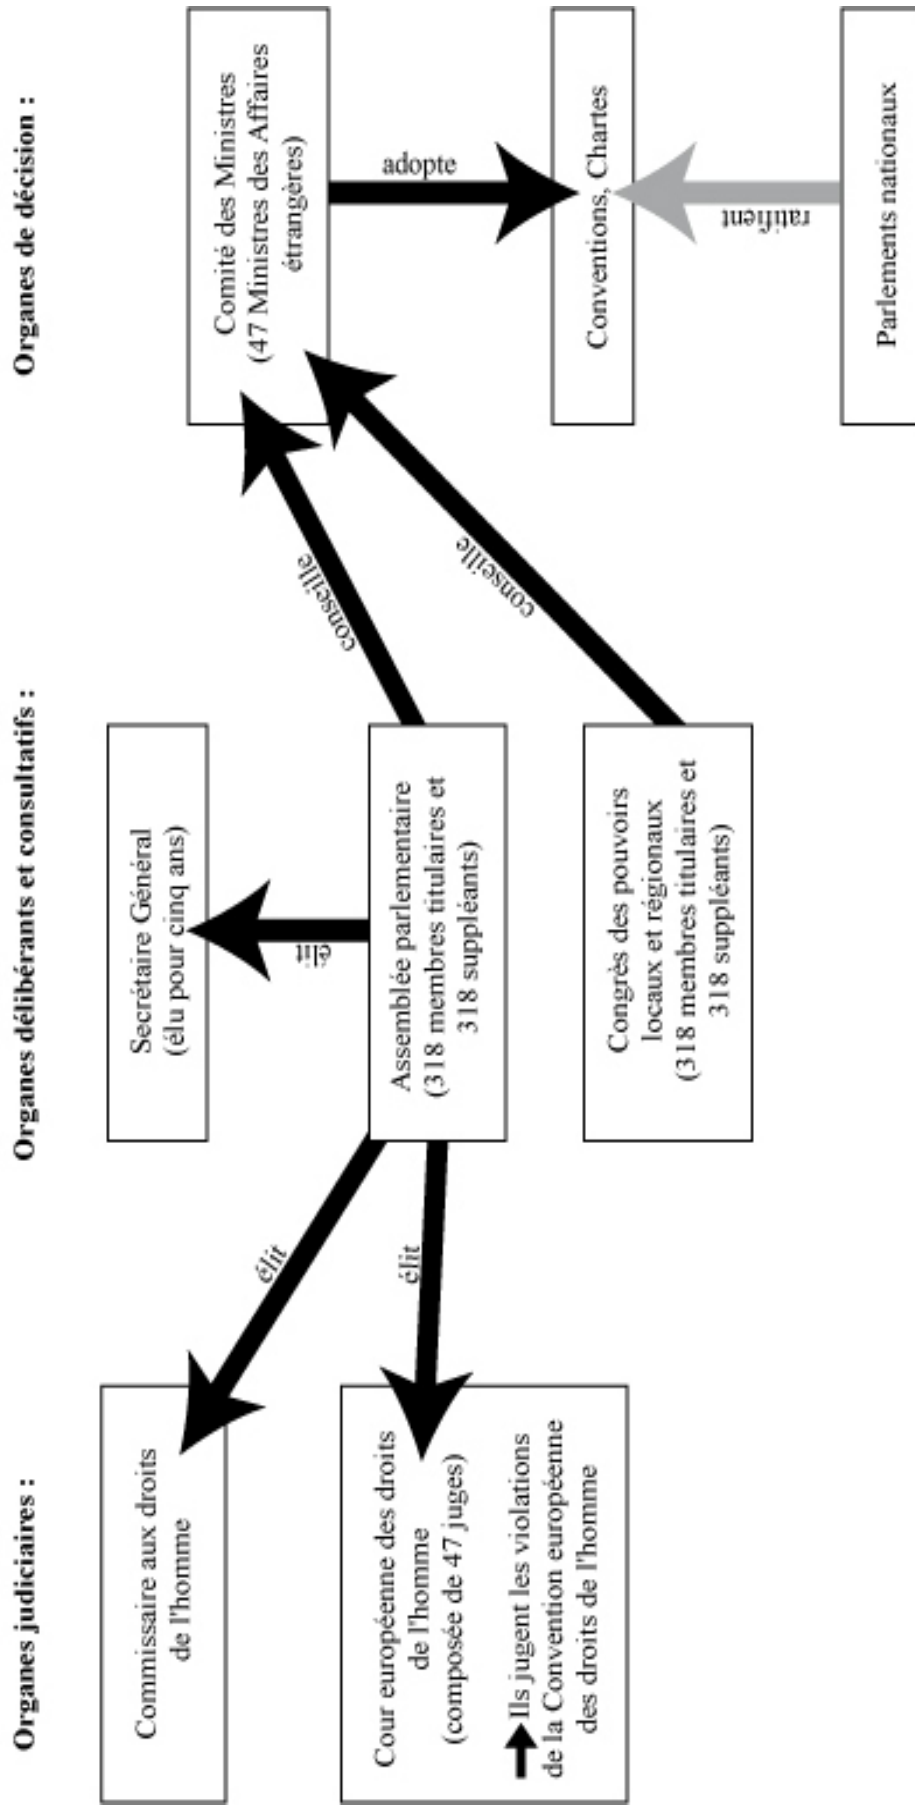 Organes judiciaires :
Commissaire aux droits
de l'homme
Cour européenne des droits
de l'homme
(composée de 47 juges)
Ils jugent les violations
de la Convention européenne
des droits de l'homme
élit
élit
Organes délibérants et consultatifs :
Secrétaire Général
(élu pour cinq ans)
élit
Assemblée parlementaire
(318 membres titulaires et
318 suppléants)
Congrès des pouvoirs
locaux et régionaux
(318 membres titulaires et
318 suppléants)
conseille
conseille
Organes de décision :
Comité des Ministres
(47 Ministres des Affaires
étrangères)
adopte
Conventions, Chartes
ratifient
Parlements nationaux